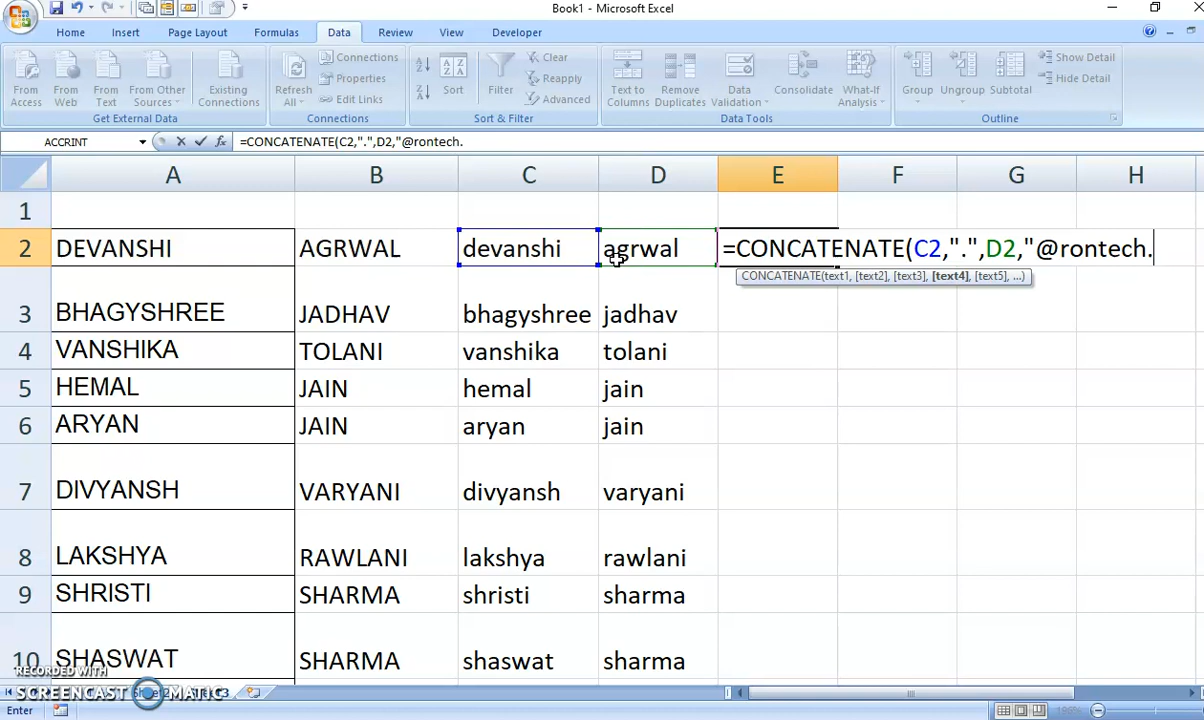 Book1 - Microsoft Excel
Home Insert Page Layout Formulas Data Review View Developer
From Access From Web From Text From Other Sources Existing Connections
Get External Data
Refresh All Connections Properties Edit Links
Connections
Sort Filter Clear Reapply Advanced
Sort & Filter
Text to Columns Remove Duplicates Data Validation Consolidate What-If Analysis
Data Tools
Group Ungroup Subtotal Show Detail Hide Detail
Outline
ACCRINT fx =CONCATENATE(C2,".",D2,"@rontech.
A B C D E F G H
1
2 DEVANSHI AGRWAL devanshi agrwal =CONCATENATE(C2,".",D2,"@rontech.
CONCATENATE(text1, [text2], [text3], [text4], [text5], ...)
3 BHAGYSHREE JADHAV bhagyshree jadhav
4 VANSHIKA TOLANI vanshika tolani
5 HEMAL JAIN hemal jain
6 ARYAN JAIN aryan jain
7 DIVYANSH VARYANI divyansh varyani
8 LAKSHYA RAWLANI lakshya rawlani
9 SHRISTI SHARMA shristi sharma
10 SHASWAT SHARMA shaswat sharma
RECORDED WITH
SCREENCAST MATIC
Enter